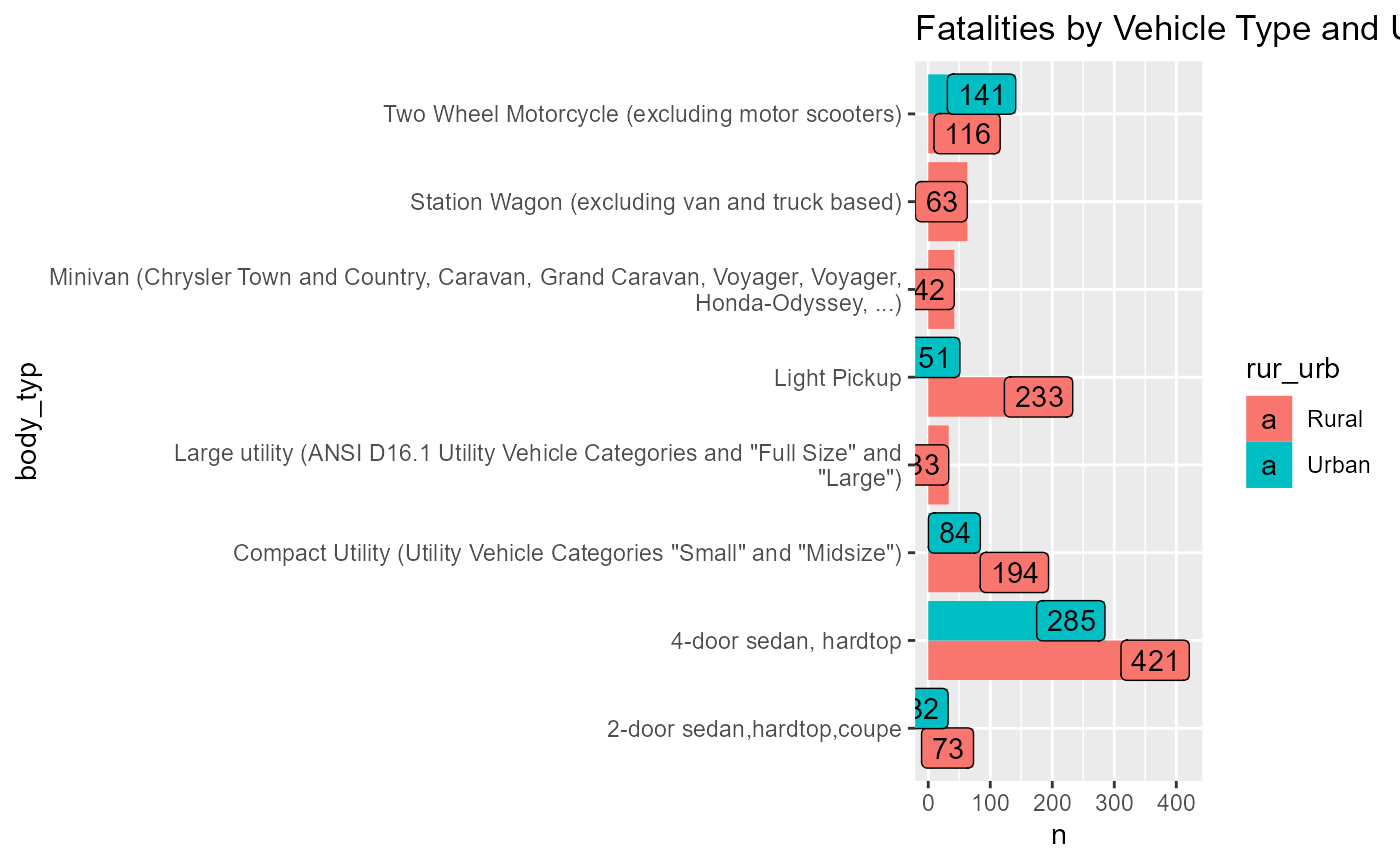 Fatalities by Vehicle Type and
Two Wheel Motorcycle (excluding motor scooters)
141
116
Station Wagon (excluding van and truck based)
63
Minivan (Chrysler Town and Country, Caravan, Grand Caravan, Voyager, Voyager,
Honda-Odyssey, ...)
42
Light Pickup
51
233
Large utility (ANSI D16.1 Utility Vehicle Categories and "Full Size" and
"Large")
33
Compact Utility (Utility Vehicle Categories "Small" and "Midsize")
84
194
4-door sedan, hardtop
285
421
2-door sedan,hardtop,coupe
32
73
0 100 200 300 400
n
body_typ
rur_urb
a Rural
a Urban